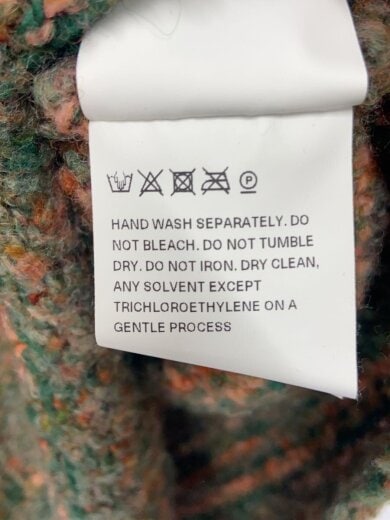 P
HAND WASH SEPARATELY. DO
NOT BLEACH. DO NOT TUMBLE
DRY. DO NOT IRON. DRY CLEAN,
ANY SOLVENT EXCEPT
TRICHLOROETHYLENE ON A
GENTLE PROCESS